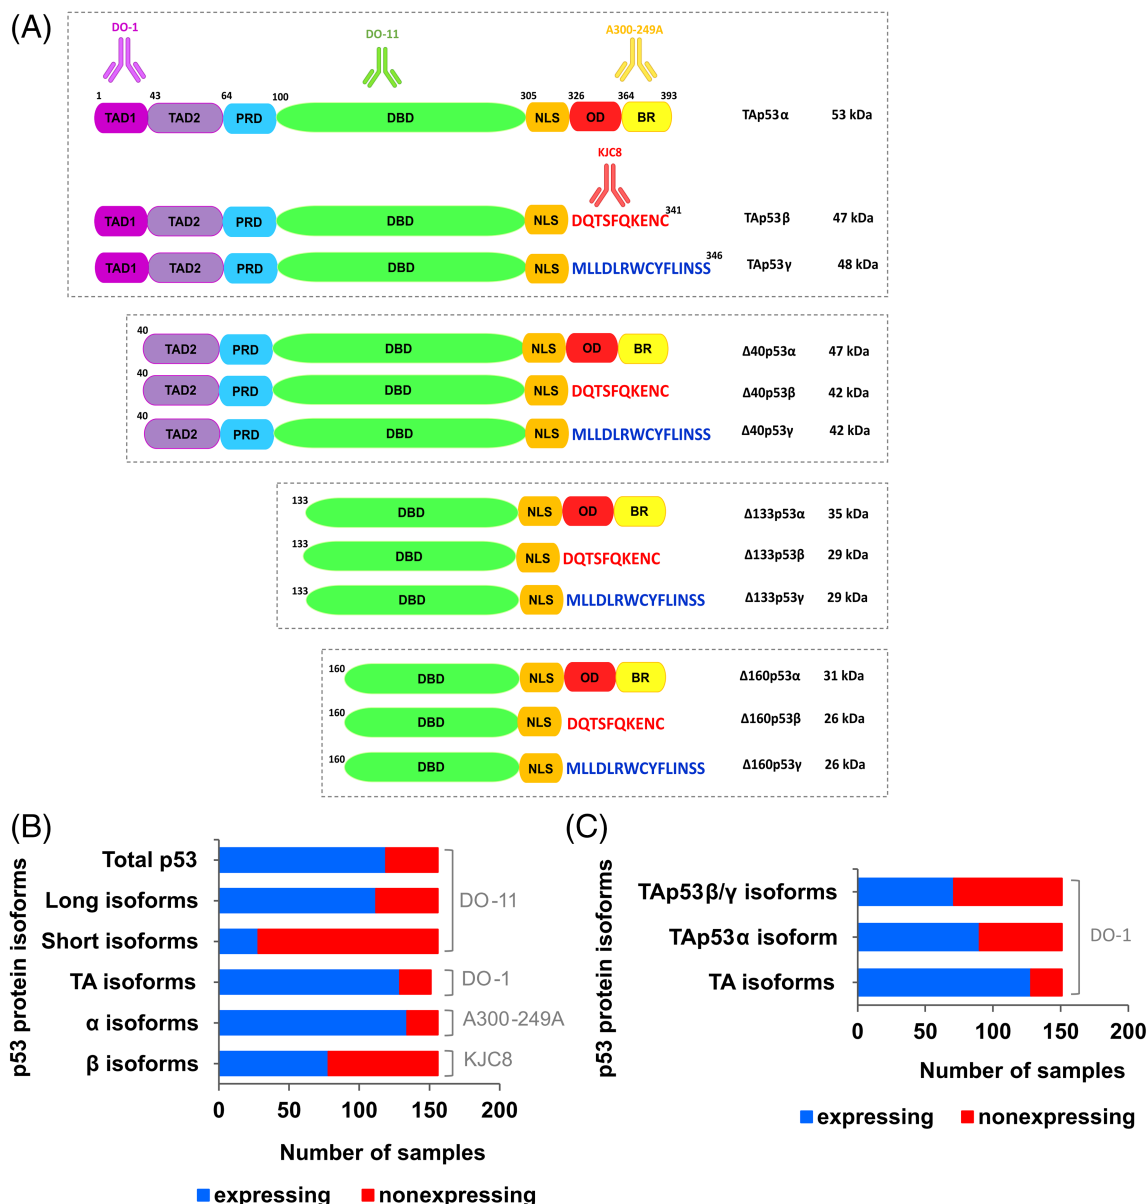 (A)
DO-1
DO-11
A300-249A
1 43 64 100 305 326 364 393
TAD1 TAD2 PRD DBD NLS OD BR TAp53α 53 kDa
KJC8
TAD1 TAD2 PRD DBD NLS DQTSFQKENC 341 TAp53β 47 kDa
TAD1 TAD2 PRD DBD NLS MLLDLRWCYFLINSS 346 TAp53γ 48 kDa
40 TAD2 PRD DBD NLS OD BR Δ40p53α 47 kDa
40 TAD2 PRD DBD NLS DQTSFQKENC Δ40p53β 42 kDa
40 TAD2 PRD DBD NLS MLLDLRWCYFLINSS Δ40p53γ 42 kDa
133 DBD NLS OD BR Δ133p53α 35 kDa
133 DBD NLS DQTSFQKENC Δ133p53β 29 kDa
133 DBD NLS MLLDLRWCYFLINSS Δ133p53γ 29 kDa
160 DBD NLS OD BR Δ160p53α 31 kDa
160 DBD NLS DQTSFQKENC Δ160p53β 26 kDa
160 DBD NLS MLLDLRWCYFLINSS Δ160p53γ 26 kDa
(B)
p53 protein isoforms
Total p53
Long isoforms
Short isoforms
TA isoforms
α isoforms
β isoforms
DO-11
DO-1
A300-249A
KJC8
0 50 100 150 200
Number of samples
expressing nonexpressing
(C)
p53 protein isoforms
TAp53β/γ isoforms
TAp53α isoform
TA isoforms
DO-1
0 50 100 150 200
Number of samples
expressing nonexpressing